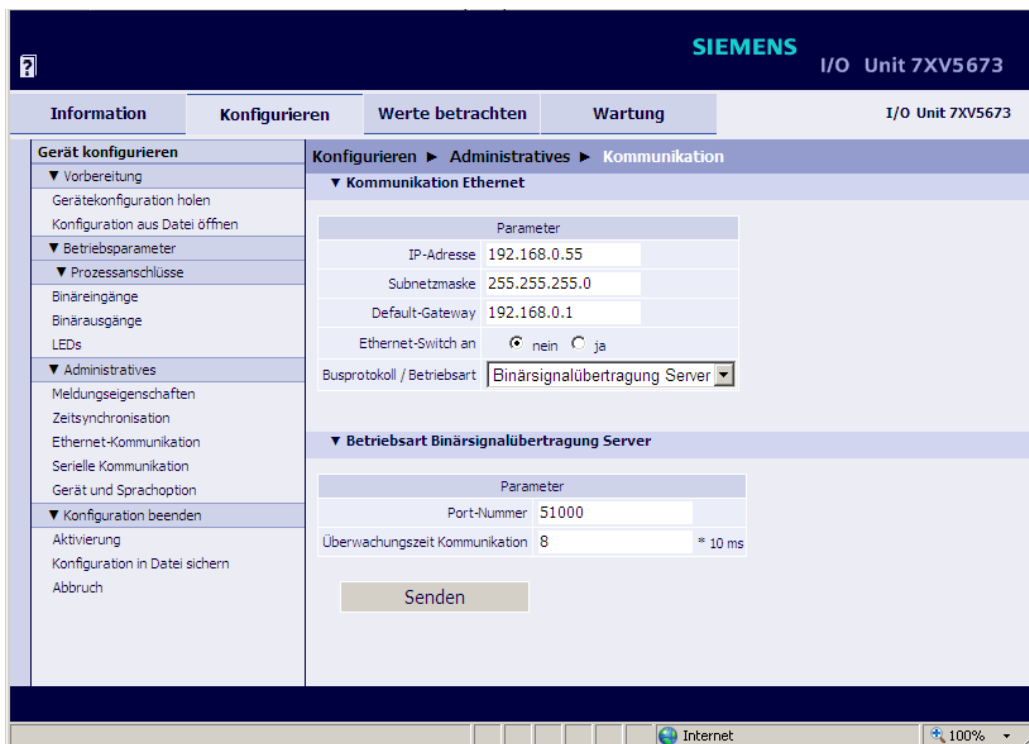 SIEMENS
I/O Unit 7XV5673
?
Information Konfigurieren Werte betrachten Wartung I/O Unit 7XV5673
Gerät konfigurieren
▼ Vorbereitung
Gerätekonfiguration holen
Konfiguration aus Datei öffnen
▼ Betriebsparameter
▼ Prozessanschlüsse
Binäreingänge
Binärausgänge
LEDs
▼ Administratives
Meldungseigenschaften
Zeitsynchronisation
Ethernet-Kommunikation
Serielle Kommunikation
Gerät und Sprachoption
▼ Konfiguration beenden
Aktivierung
Konfiguration in Datei sichern
Abbruch
Konfigurieren ► Administratives ► Kommunikation
▼ Kommunikation Ethernet
Parameter
IP-Adresse 192.168.0.55
Subnetzmaske 255.255.255.0
Default-Gateway 192.168.0.1
Ethernet-Switch an nein ja
Busprotokoll / Betriebsart Binärsignalübertragung Server
▼ Betriebsart Binärsignalübertragung Server
Parameter
Port-Nummer 51000
Überwachungszeit Kommunikation 8 * 10 ms
Senden
Internet 100%